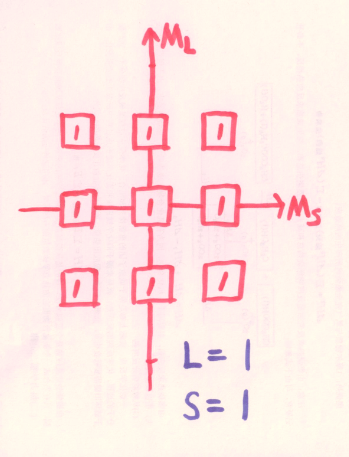 M_L
1 1 1
1 1 1 M_S
1 1 1
L = 1
S = 1